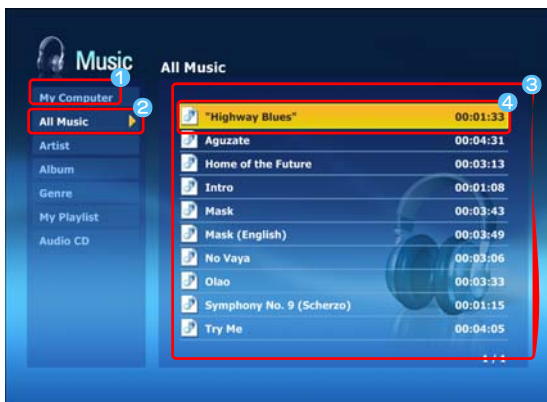 Music
All Music
1
My Computer
2
All Music
Artist
Album
Genre
My Playlist
Audio CD
3
4
"Highway Blues" 00:01:33
Aguzate 00:04:31
Home of the Future 00:03:13
Intro 00:01:08
Mask 00:03:43
Mask (English) 00:03:49
No Vaya 00:03:06
Olao 00:03:33
Symphony No. 9 (Scherzo) 00:01:15
Try Me 00:04:05
1 / 1